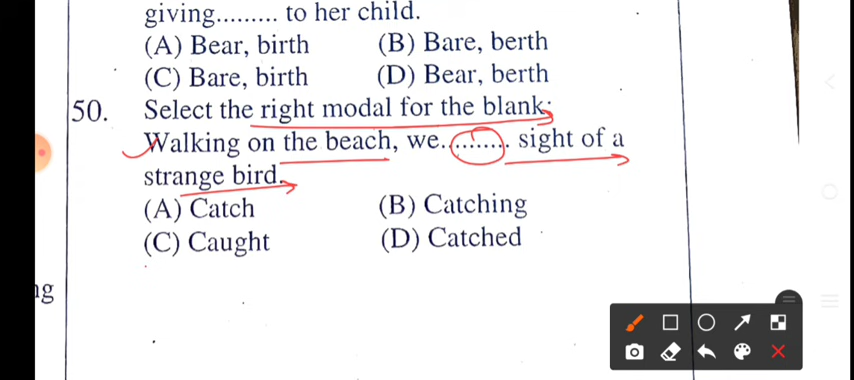 giving......... to her child.
(A) Bear, birth (B) Bare, berth
(C) Bare, birth (D) Bear, berth
50. Select the right modal for the blank:
Walking on the beach, we......... sight of a
strange bird.
(A) Catch (B) Catching
(C) Caught (D) Catched